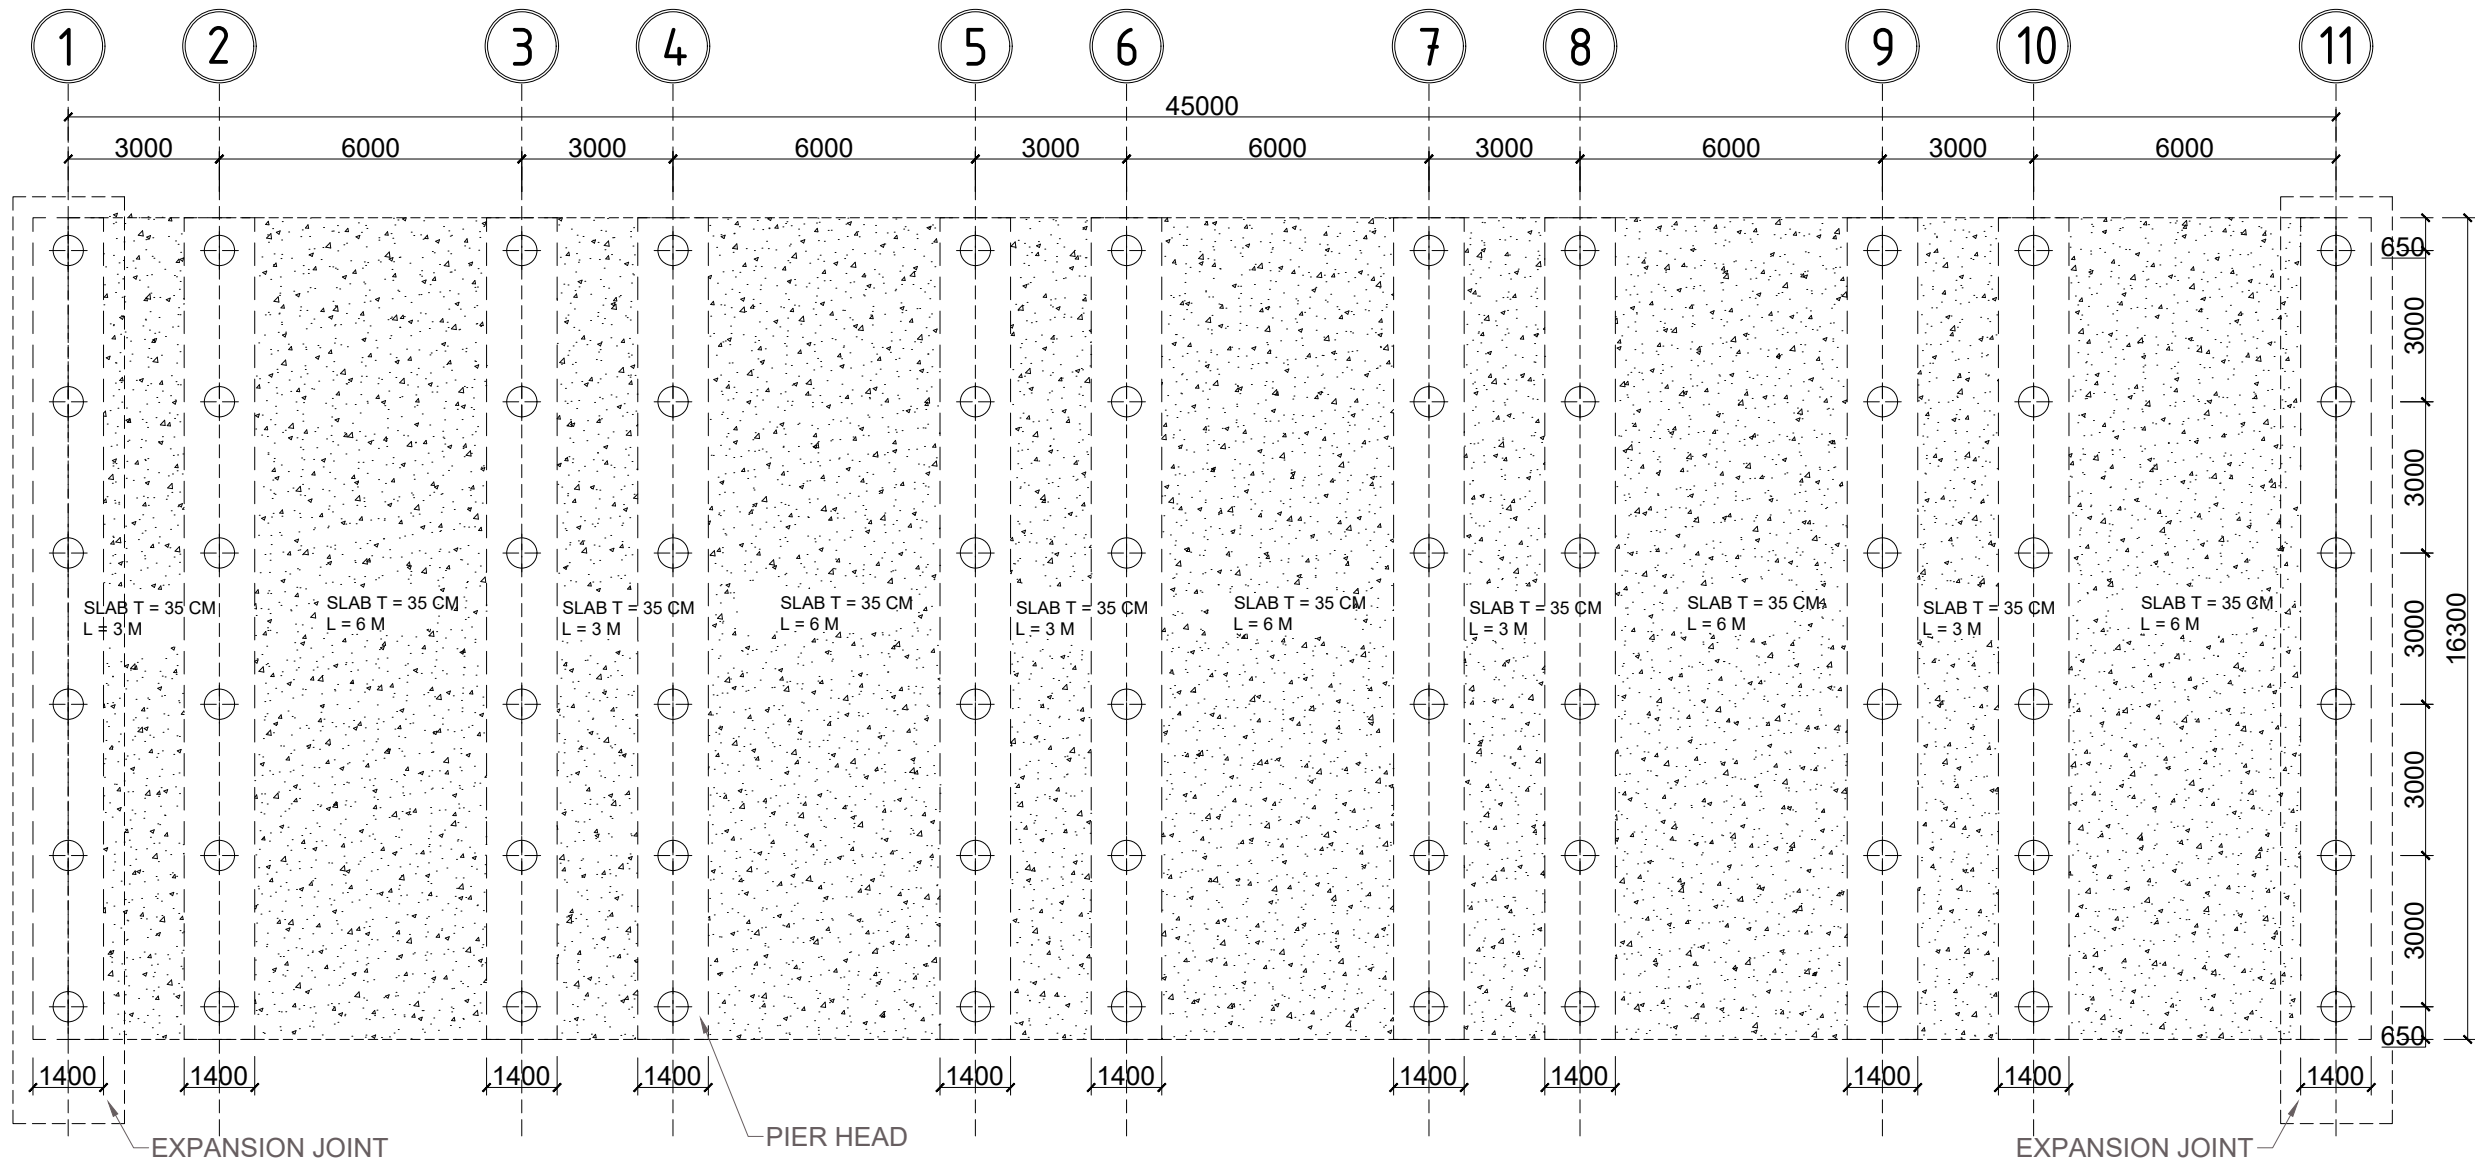 1 2 3 4 5 6 7 8 9 10 11
45000
3000 6000 3000 6000 3000 6000 3000 6000 3000 6000
650
3000
3000
3000
3000
3000
650
16300
SLAB T = 35 CM
L = 3 M
SLAB T = 35 CM
L = 6 M
SLAB T = 35 CM
L = 3 M
SLAB T = 35 CM
L = 6 M
SLAB T = 35 CM
L = 3 M
SLAB T = 35 CM
L = 6 M
SLAB T = 35 CM
L = 3 M
SLAB T = 35 CM
L = 6 M
SLAB T = 35 CM
L = 3 M
SLAB T = 35 CM
L = 6 M
1400 1400 1400 1400 1400 1400 1400 1400 1400 1400 1400
EXPANSION JOINT
PIER HEAD
EXPANSION JOINT